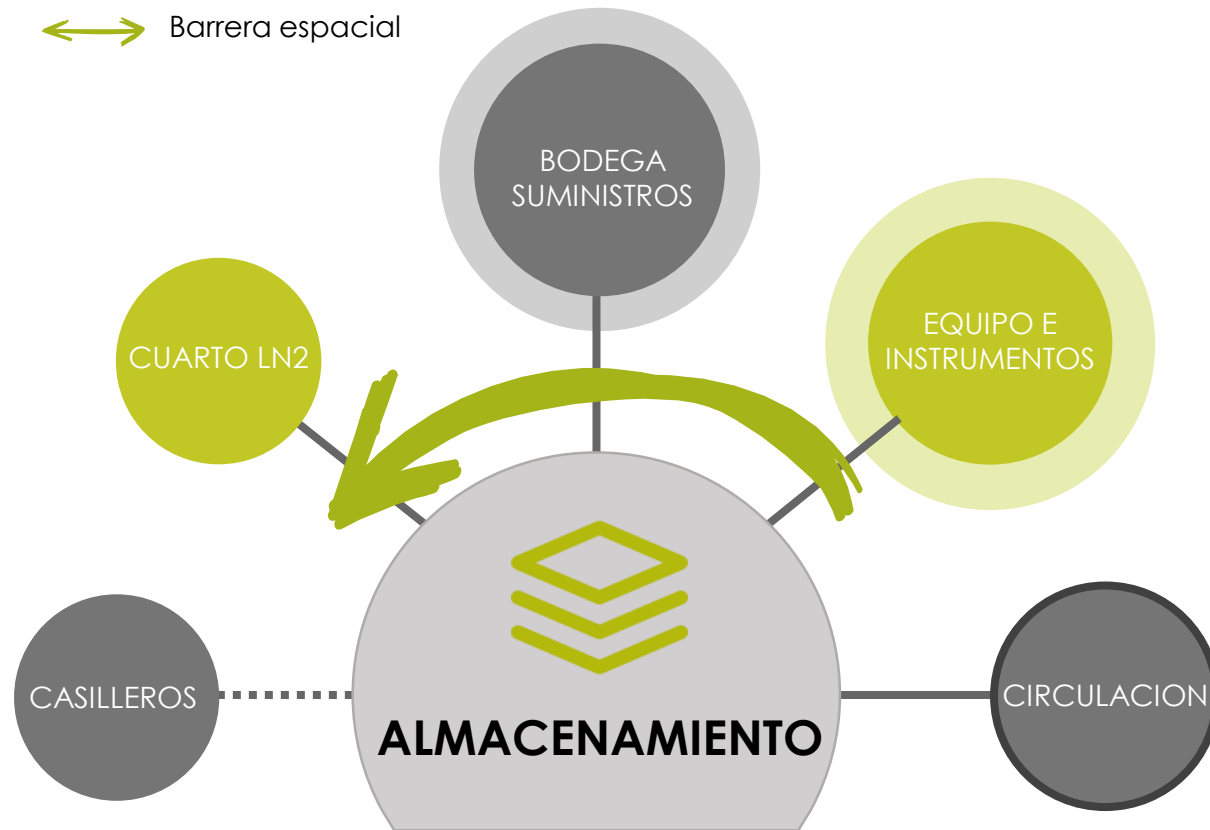 Barrera espacial
BODEGA
SUMINISTROS
EQUIPO E
INSTRUMENTOS
CUARTO LN2
CASILLEROS
CIRCULACION
ALMACENAMIENTO